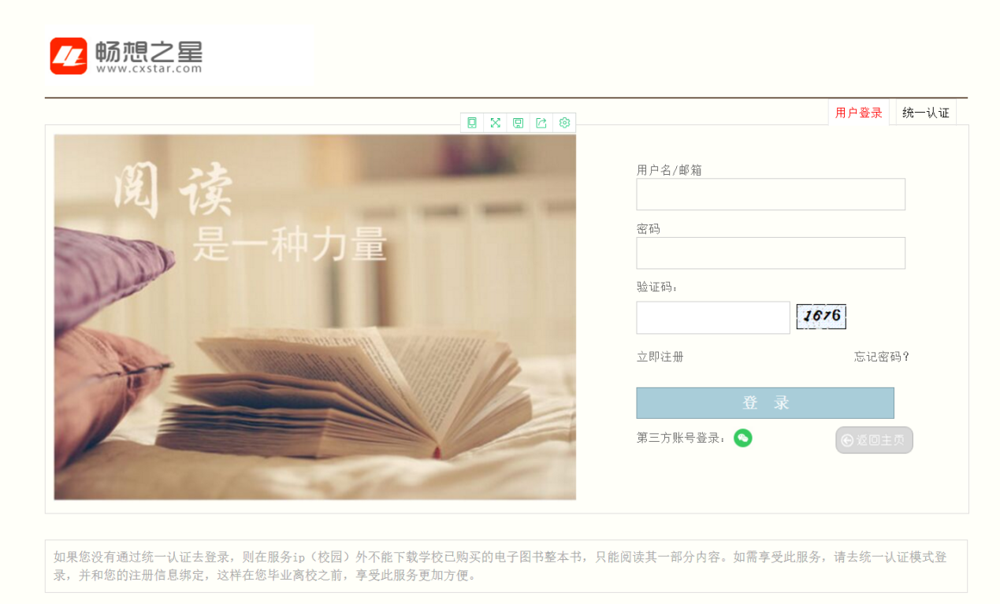 畅想之星
www.cxstar.com
用户登录 统一认证
阅读
是一种力量
用户名/邮箱
密码
验证码:
1676
立即注册 忘记密码?
登 录
第三方账号登录: 返回主页
如果您没有通过统一认证去登录，则在服务ip（校园）外不能下载学校已购买的电子图书整本书，只能阅读其一部分内容。如需享受此服务，请去统一认证模式登
录，并和您的注册信息绑定，这样在您毕业离校之前，享受此服务更加方便。